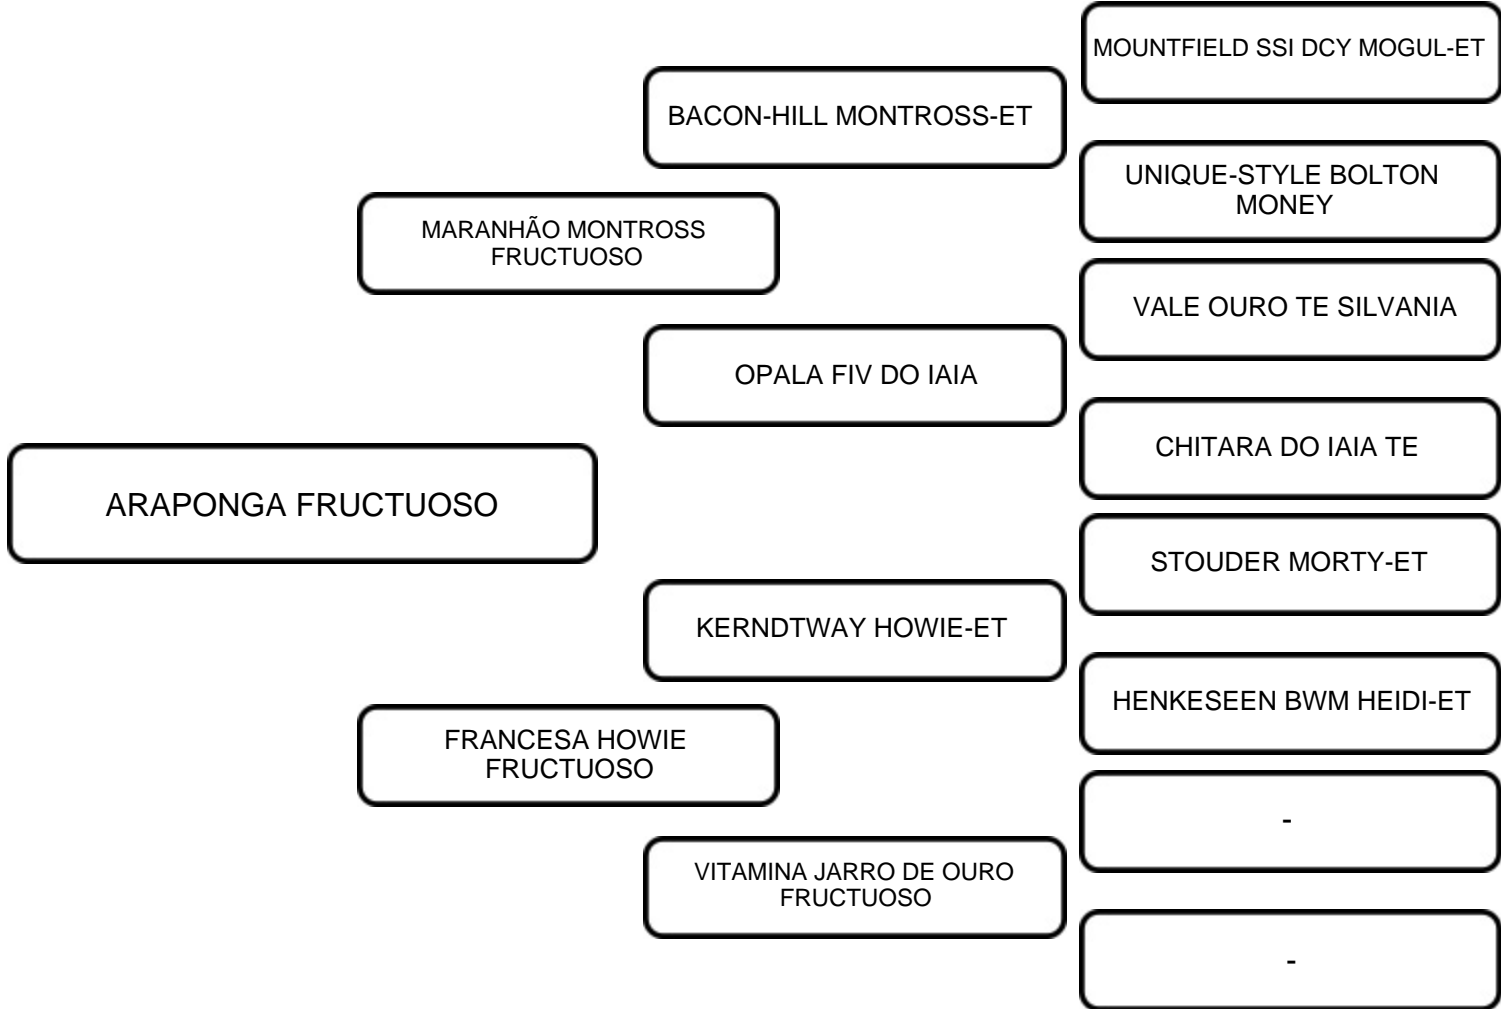 MOUNTFIELD SSI DCY MOGUL-ET
BACON-HILL MONTROSS-ET
UNIQUE-STYLE BOLTON
MONEY
MARANHÃO MONTROSS
FRUCTUOSO
VALE OURO TE SILVANIA
OPALA FIV DO IAIA
CHITARA DO IAIA TE
ARAPONGA FRUCTUOSO
STOUDER MORTY-ET
KERNDTWAY HOWIE-ET
HENKESEEN BWM HEIDI-ET
FRANCESA HOWIE
FRUCTUOSO
-
VITAMINA JARRO DE OURO
FRUCTUOSO
-